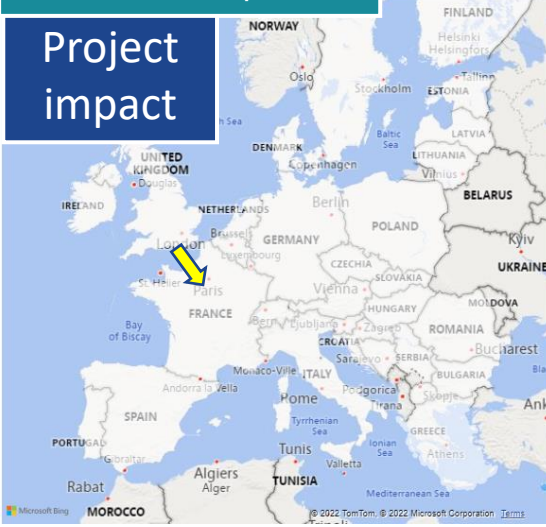 Project
impact
NORWAY
FINLAND
Helsinki
Helsingfors
Oslo
Stockholm
Tallinn
ESTONIA
Sea
Baltic
Sea
LATVIA
DENMARK
Copenhagen
LITHUANIA
Vilnius
UNITED
KINGDOM
Douglas
BELARUS
IRELAND
NETHERLANDS
Berlin
POLAND
London
Brussels
GERMANY
Kyiv
Luxembourg
CZECHIA
UKRAINE
St. Helier
Paris
SLOVAKIA
Vienna
MOLDOVA
FRANCE
HUNGARY
Bern
Ljubljana
Zagreb
ROMANIA
Bay
of Biscay
CROATIA
Bucharest
Sarajevo
SERBIA
Monaco-Ville
ITALY
BULGARIA
Andorra la Vella
Podgorica
Skopje
Rome
Tirana
SPAIN
Tyrrhenian
Sea
GREECE
PORTUGAL
Ionian
Sea
Athens
Gibraltar
Tunis
Valletta
Algiers
Alger
Rabat
TUNISIA
Mediterranean Sea
MOROCCO
Microsoft Bing
© 2022 TomTom, © 2022 Microsoft Corporation Terms